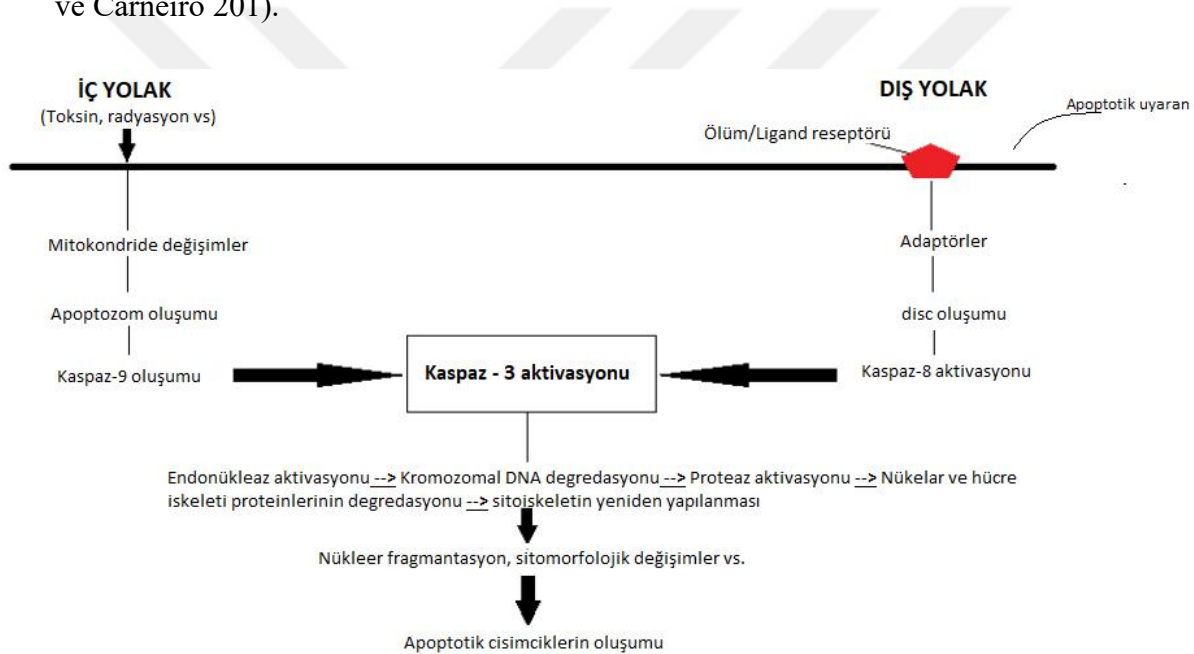 ve Carneiro 201).
İÇ YOLAK
(Toksin, radyasyon vs)
DIŞ YOLAK
Apoptotik uyaran
Ölüm/Ligand reseptörü
Mitokondride değişimler
Adaptörler
Apoptozom oluşumu
disc oluşumu
Kaspaz-9 oluşumu
Kaspaz - 3 aktivasyonu
Kaspaz-8 aktivasyonu
Endonükleaz aktivasyonu --> Kromozomal DNA degredasyonu --> Proteaz aktivasyonu --> Nükelar ve hücre
iskeleti proteinlerinin degredasyonu --> sitoiskeletin yeniden yapılanması
Nükleer fragmantasyon, sitomorfolojik değişimler vs.
Apoptotik cisimciklerin oluşumu